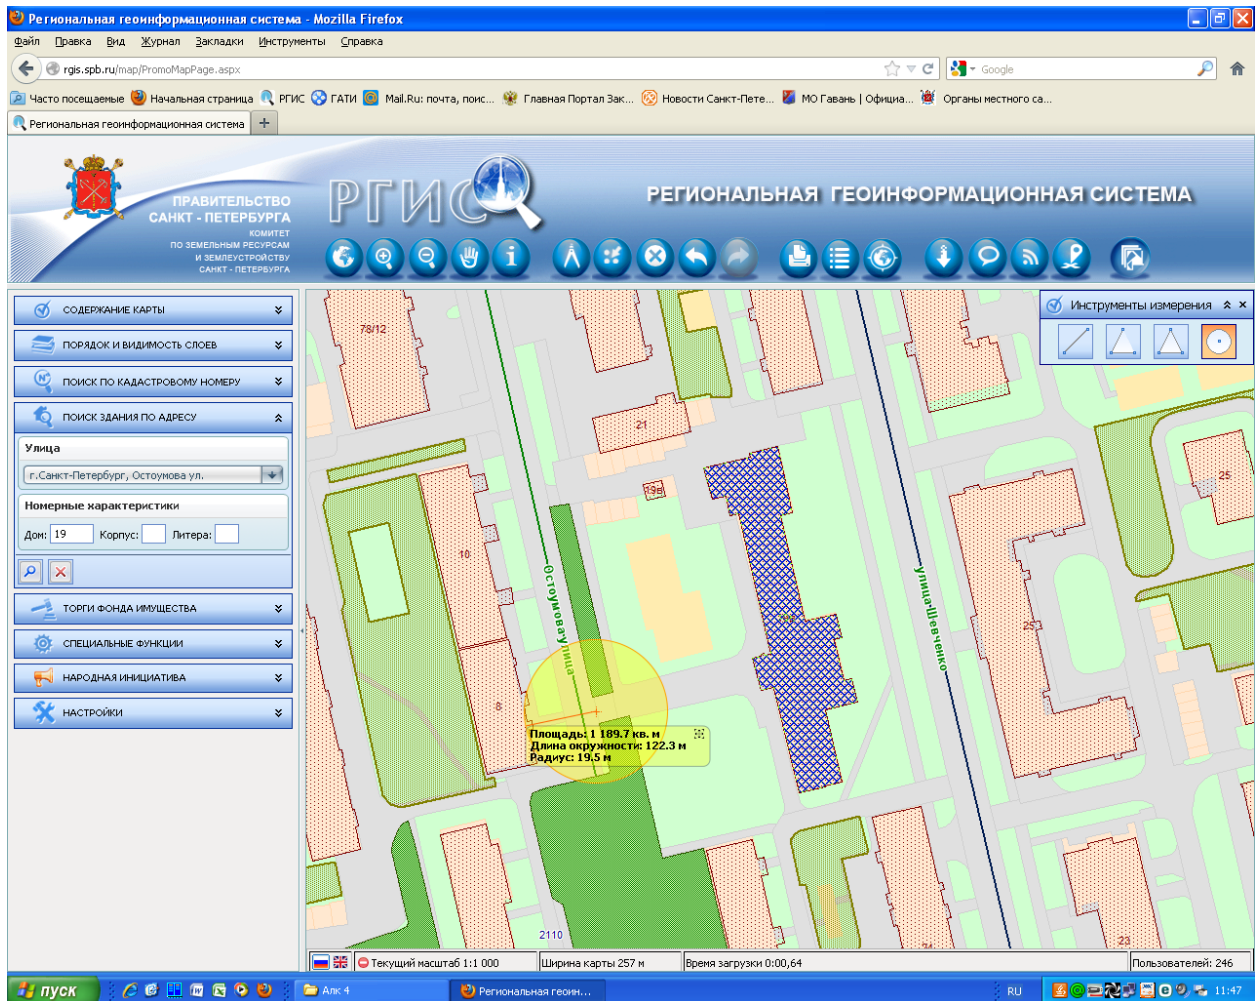 Региональная геоинформационная система - Mozilla Firefox
Файл Правка Вид Журнал Закладки Инструменты Справка
rgis.spb.ru/map/PromoMapPage.aspx
Google
Часто посещаемые Начальная страница РГИС ГАТИ Mail.Ru: почта, поис... Главная Портал Зак... Новости Санкт-Пете... МО Гавань | Официа... Органы местного са...
Региональная геоинформационная система +
ПРАВИТЕЛЬСТВО
САНКТ - ПЕТЕРБУРГА
КОМИТЕТ
ПО ЗЕМЕЛЬНЫМ РЕСУРСАМ
И ЗЕМЛЕУСТРОЙСТВУ
САНКТ - ПЕТЕРБУРГА
РГИС
РЕГИОНАЛЬНАЯ ГЕОИНФОРМАЦИОННАЯ СИСТЕМА
СОДЕРЖАНИЕ КАРТЫ
ПОРЯДОК И ВИДИМОСТЬ СЛОЕВ
ПОИСК ПО КАДАСТРОВОМУ НОМЕРУ
ПОИСК ЗДАНИЯ ПО АДРЕСУ
Улица
г.Санкт-Петербург, Остоумова ул.
Номерные характеристики
Дом: 19 Корпус: Литера:
ТОРГИ ФОНДА ИМУЩЕСТВА
СПЕЦИАЛЬНЫЕ ФУНКЦИИ
НАРОДНАЯ ИНИЦИАТИВА
НАСТРОЙКИ
Инструменты измерения
78/12
21
19в
25
10
Остоумова улица
улица Шевченко
25
8
Площадь: 1 189.7 кв. м
Длина окружности: 122.3 м
Радиус: 19.5 м
2110
23
Текущий масштаб 1:1 000
Ширина карты 257 м
Время загрузки 0:00,64
Пользователей: 246
пуск
Алк 4
Региональная геоин...
RU
11:47